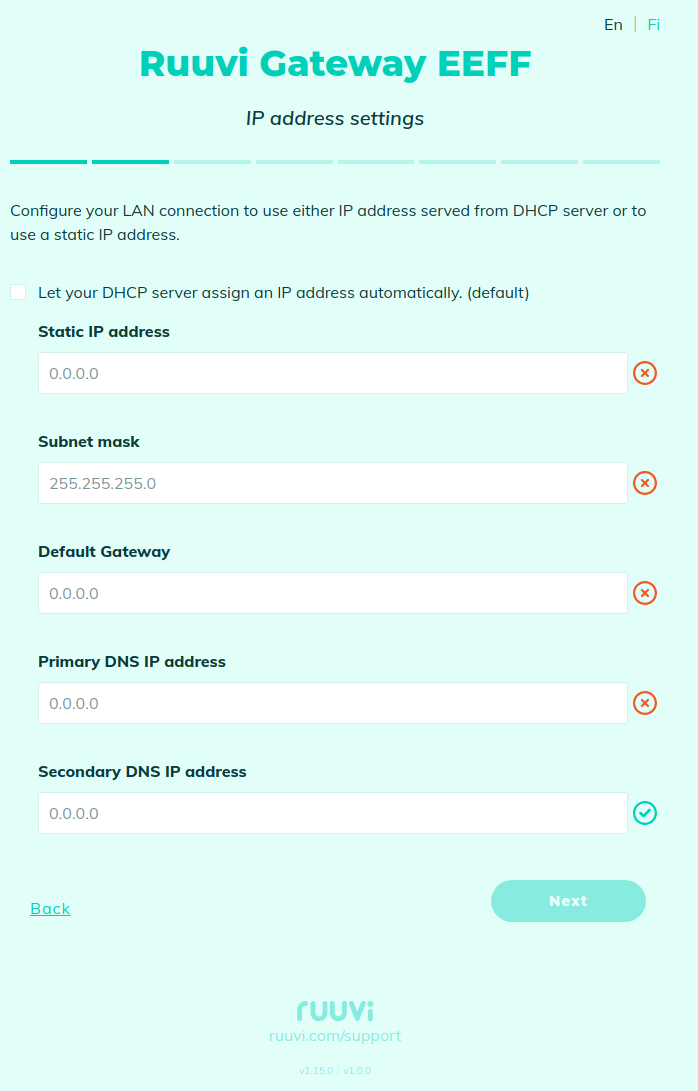 En | Fi
Ruuvi Gateway EEFF
IP address settings
Configure your LAN connection to use either IP address served from DHCP server or to
use a static IP address.
Let your DHCP server assign an IP address automatically. (default)
Static IP address
0.0.0.0
Subnet mask
255.255.255.0
Default Gateway
0.0.0.0
Primary DNS IP address
0.0.0.0
Secondary DNS IP address
0.0.0.0
Back
Next
ruuvi
ruuvi.com/support
v1.15.0 | v1.0.0